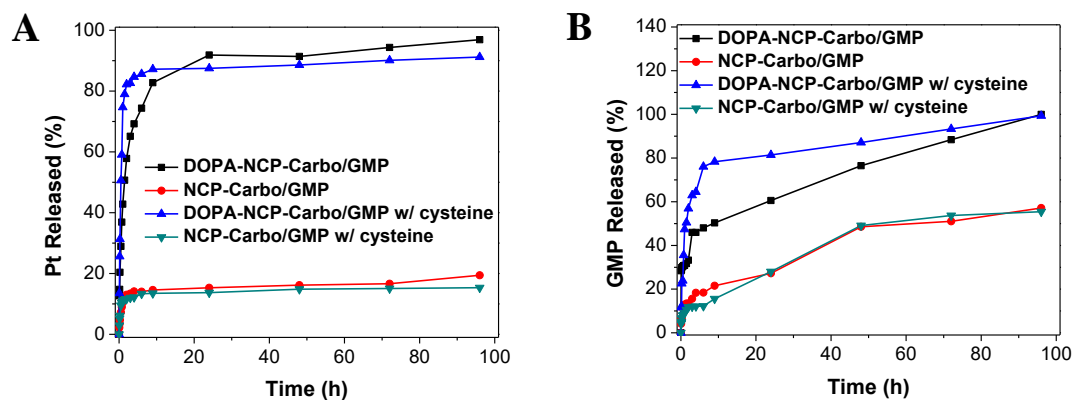 A
Pt Released (%)
100
80
60
40
20
0
DOPA-NCP-Carbo/GMP
NCP-Carbo/GMP
DOPA-NCP-Carbo/GMP w/ cysteine
NCP-Carbo/GMP w/ cysteine
0 20 40 60 80 100
Time (h)
B
GMP Released (%)
140
120
100
80
60
40
20
0
DOPA-NCP-Carbo/GMP
NCP-Carbo/GMP
DOPA-NCP-Carbo/GMP w/ cysteine
NCP-Carbo/GMP w/ cysteine
0 20 40 60 80 100
Time (h)